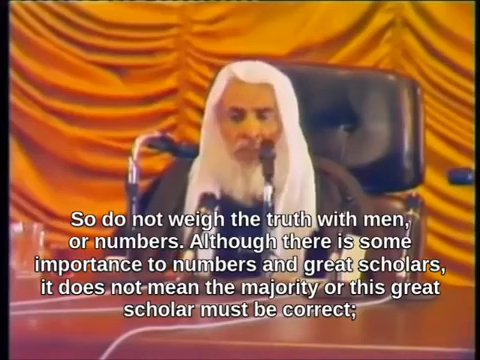 So do not weigh the truth with men,
or numbers. Although there is some
importance to numbers and great scholars,
it does not mean the majority or this great
scholar must be correct;